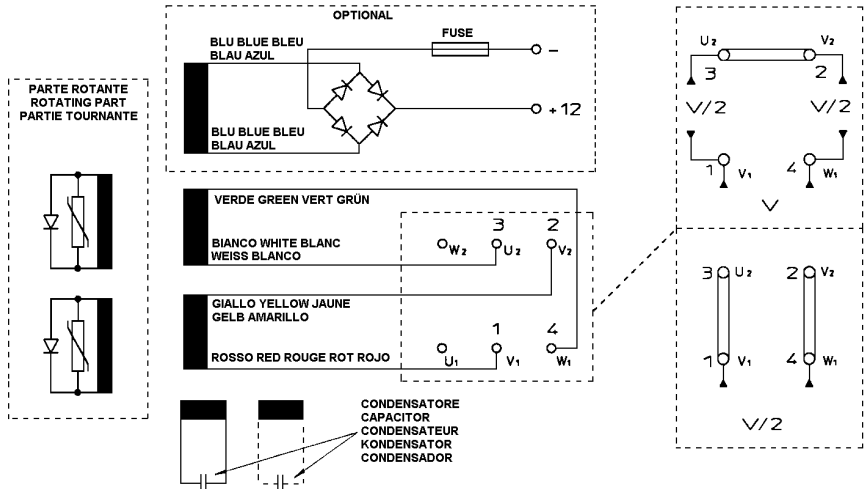 OPTIONAL
BLU BLUE BLEU
BLAU AZUL
FUSE
-
+12
BLU BLUE BLEU
BLAU AZUL
PARTE ROTANTE
ROTATING PART
PARTIE TOURNANTE
VERDE GREEN VERT GRÜN
BIANCO WHITE BLANC
WEISS BLANCO
GIALLO YELLOW JAUNE
GELB AMARILLO
ROSSO RED ROUGE ROT ROJO
3 2
W2 U2 V2
1 4
U1 V1 W1
CONDENSATORE
CAPACITOR
CONDENSATEUR
KONDENSATOR
CONDENSADOR
U2 V2
3 2
V/2 V/2
1 V1 4 W1
V
3 U2 2 V2
1 V1 4 W1
V/2